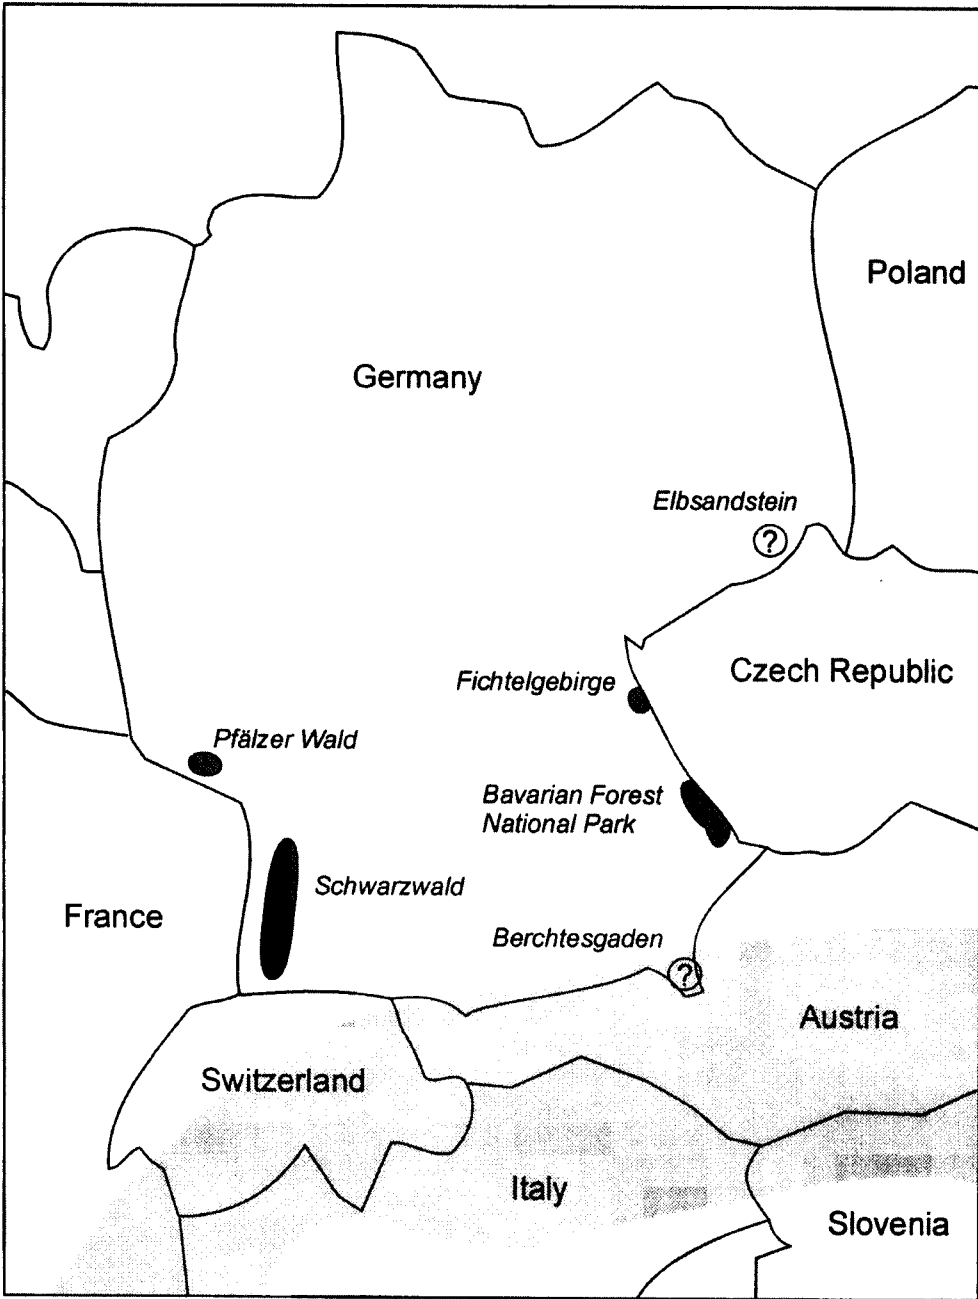 Poland
Germany
Elbsandstein
?
Czech Republic
Fichtelgebirge
Pfälzer Wald
Bavarian Forest
National Park
Schwarzwald
France
Berchtesgaden
?
Austria
Switzerland
Italy
Slovenia